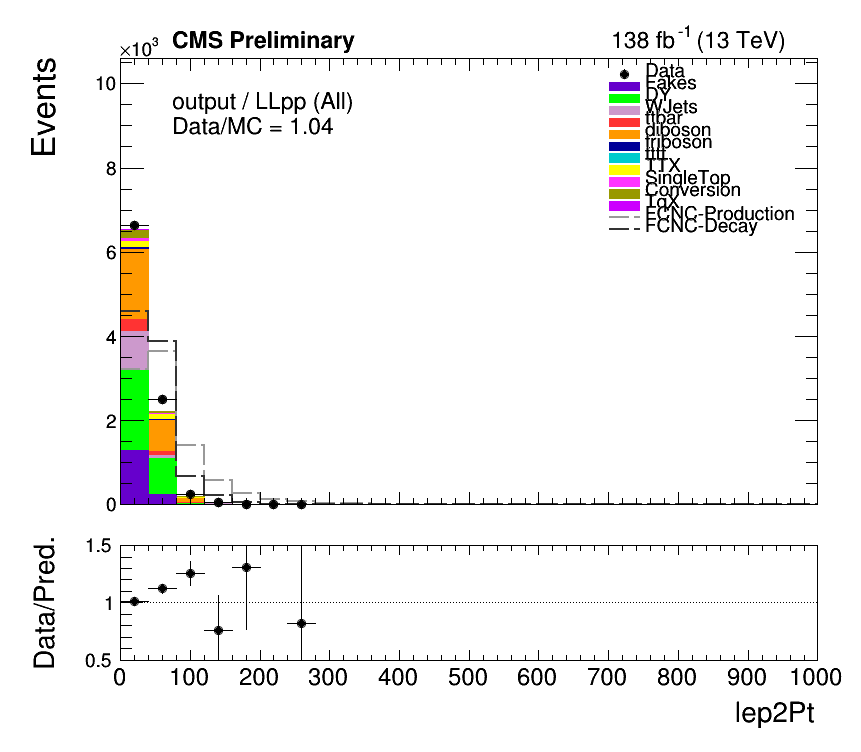 ×10³ CMS Preliminary 138 fb⁻¹ (13 TeV)
Events
10
8
6
4
2
0
output / LLpp (All)
Data/MC = 1.04
Data
Fakes
DY
WJets
ttbar
diboson
triboson
tttt
TTX
SingleTop
Conversion
TqX
FCNC-Production
FCNC-Decay
Data/Pred.
1.5
1
0.5
0 100 200 300 400 500 600 700 800 900 1000
lep2Pt